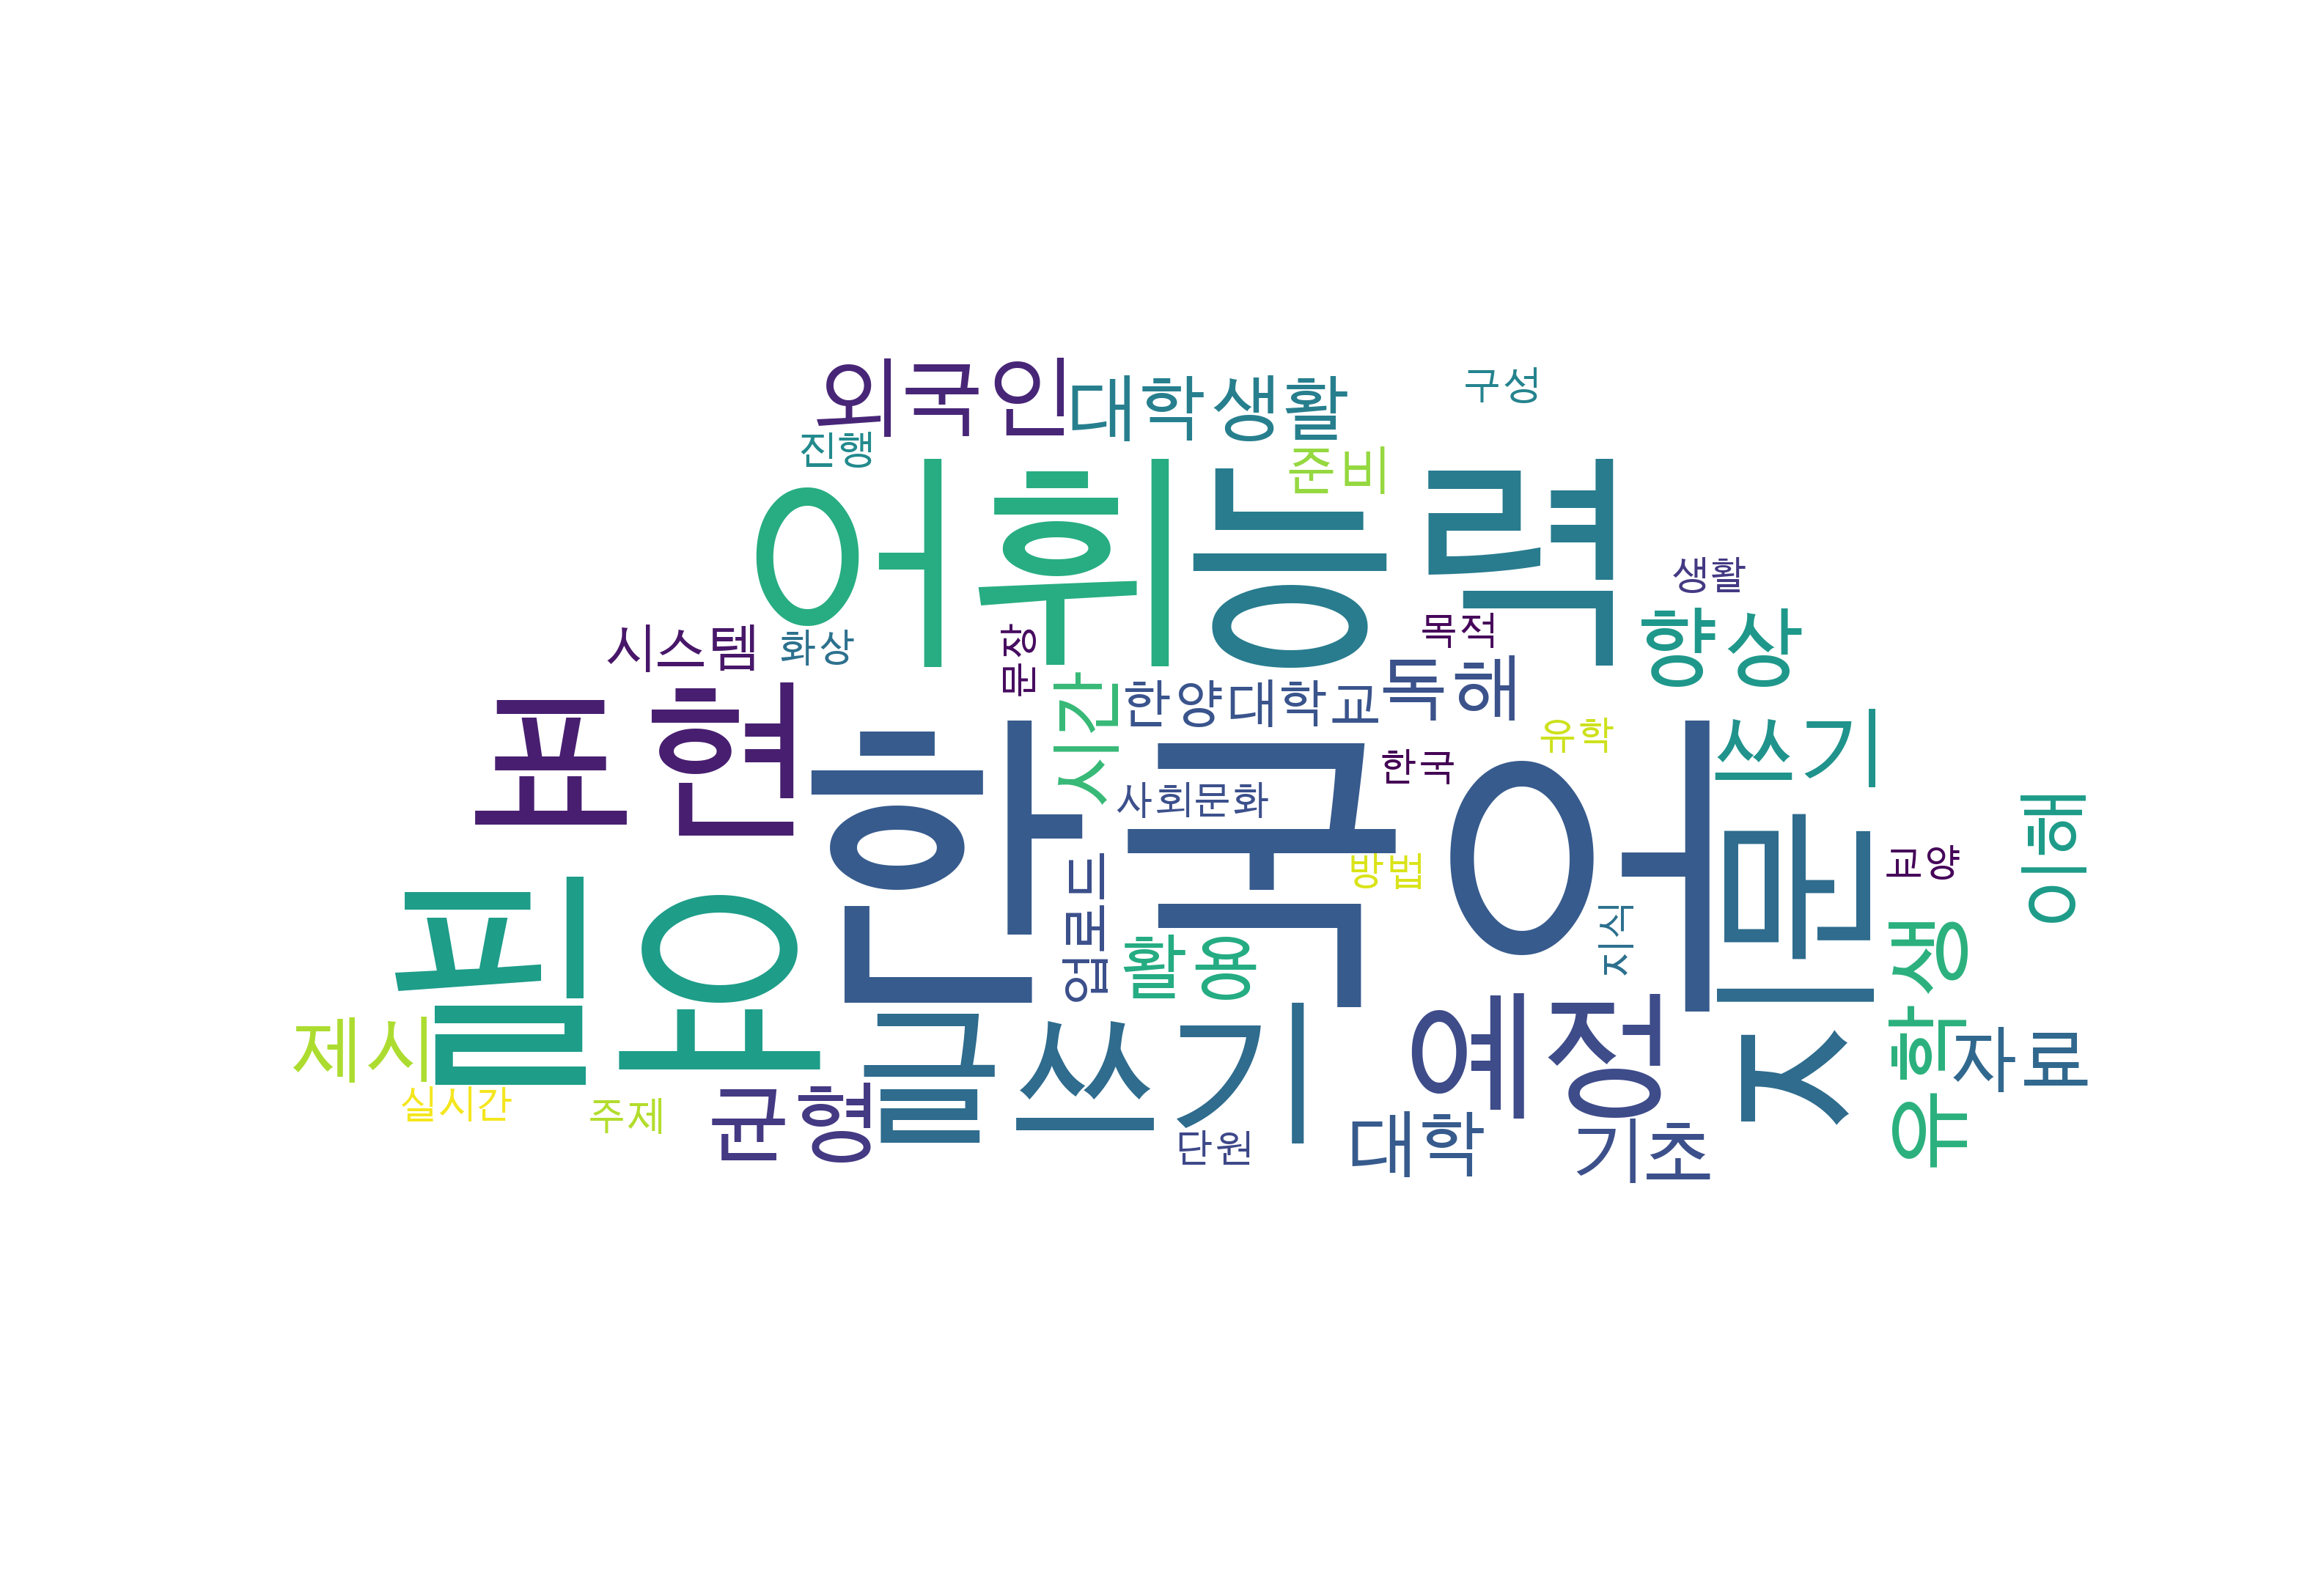 외국인
대학생활
구성
진행
준비
어휘
능력
생활
시스템
화상
문장
목적
향상
표현
시간
한양대학교
독해
유학
쓰기
한국
한국어
사회문화
이해
지문
교양
방법
필요
업로드
활용
지식
유학생
제시
글쓰기
예정
자료
실시간
주제
균형
단원
대학
기초